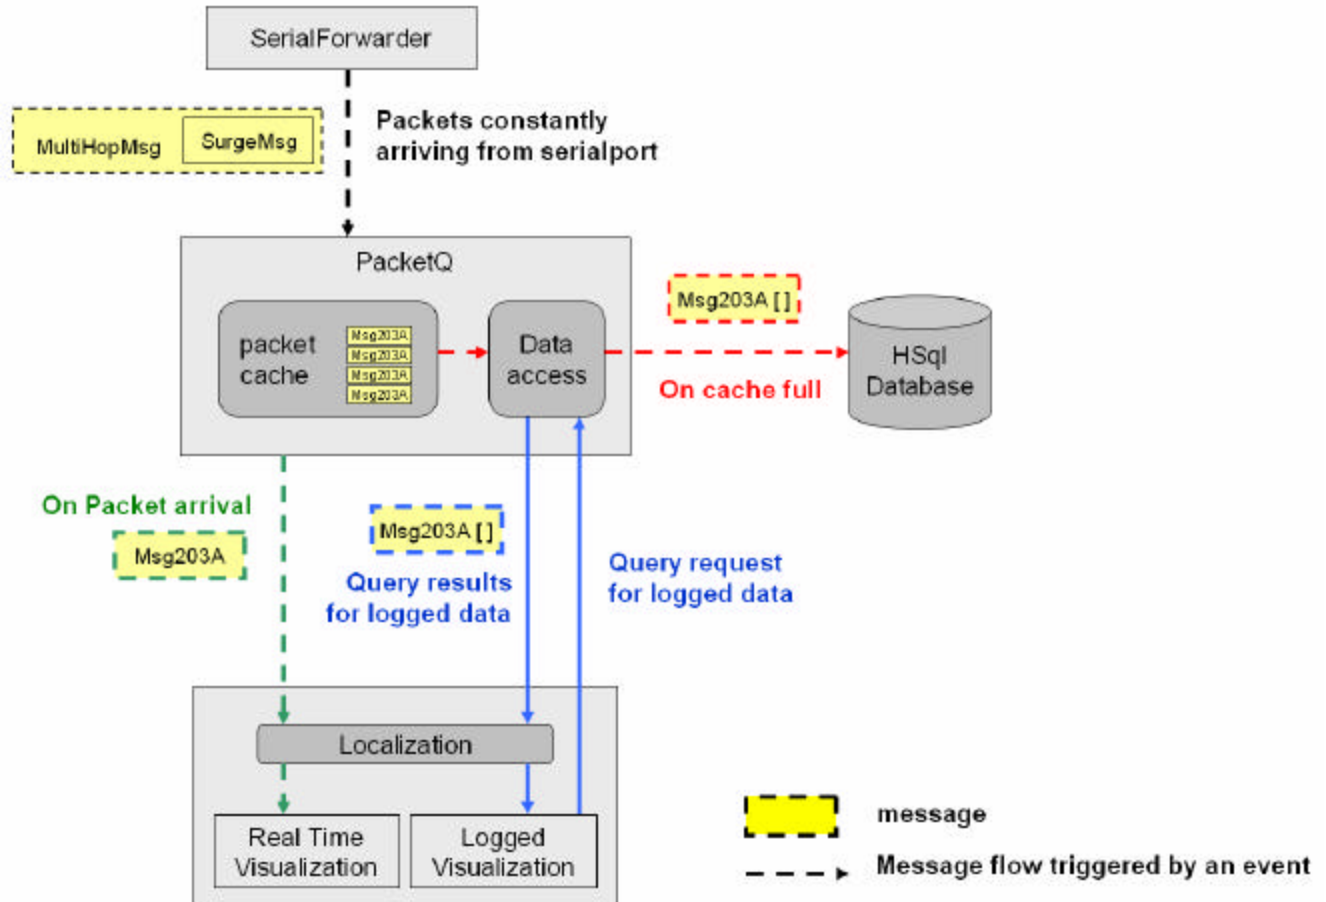 SerialForwarder
MultiHopMsg
SurgeMsg
Packets constantly
arriving from serialport
PacketQ
packet
cache
Msg203A
Msg203A
Msg203A
Msg203A
Data
access
Msg203A [ ]
On cache full
HSql
Database
On Packet arrival
Msg203A
Msg203A [ ]
Query results
for logged data
Query request
for logged data
Localization
Real Time
Visualization
Logged
Visualization
message
Message flow triggered by an event